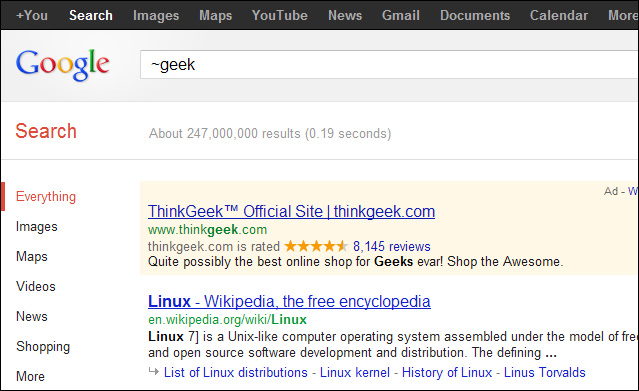 +You Search Images Maps YouTube News Gmail Documents Calendar More
Google
~geek
Search
About 247,000,000 results (0.19 seconds)
Everything
Images
Maps
Videos
News
Shopping
More
Ad - W
ThinkGeek™ Official Site | thinkgeek.com
www.thinkgeek.com
thinkgeek.com is rated 8,145 reviews
Quite possibly the best online shop for Geeks evar! Shop the Awesome.
Linux - Wikipedia, the free encyclopedia
en.wikipedia.org/wiki/Linux
Linux 7] is a Unix-like computer operating system assembled under the model of free
and open source software development and distribution. The defining ...
List of Linux distributions - Linux kernel - History of Linux - Linus Torvalds